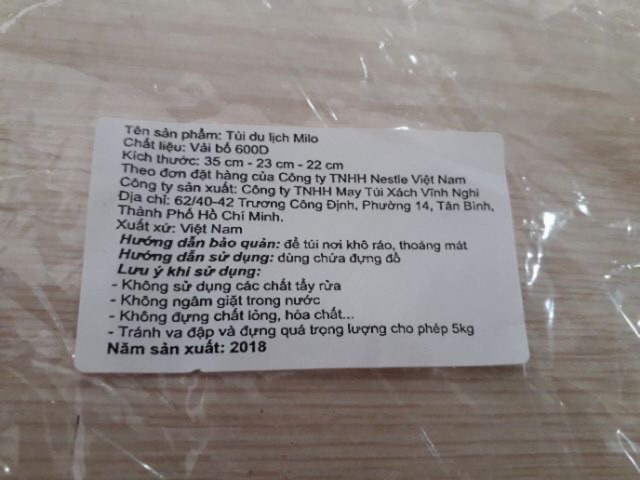 Tên sản phẩm: Túi du lịch Milo
Chất liệu: Vải bố 600D
Kích thước: 35 cm - 23 cm - 22 cm
Theo đơn đặt hàng của Công ty TNHH Nestle Việt Nam
Công ty sản xuất: Công ty TNHH May Túi Xách Vĩnh Nghi
Địa chỉ: 62/40-42 Trương Công Định, Phường 14, Tân Bình,
Thành Phố Hồ Chí Minh.
Xuất xứ: Việt Nam
Hướng dẫn bảo quản: để túi nơi khô ráo, thoáng mát
Hướng dẫn sử dụng: dùng chứa đựng đồ
Lưu ý khi sử dụng:
- Không sử dụng các chất tẩy rửa
- Không ngâm giặt trong nước
- Không đựng chất lỏng, hóa chất...
- Tránh va đập và đựng quá trọng lượng cho phép 5kg
Năm sản xuất: 2018